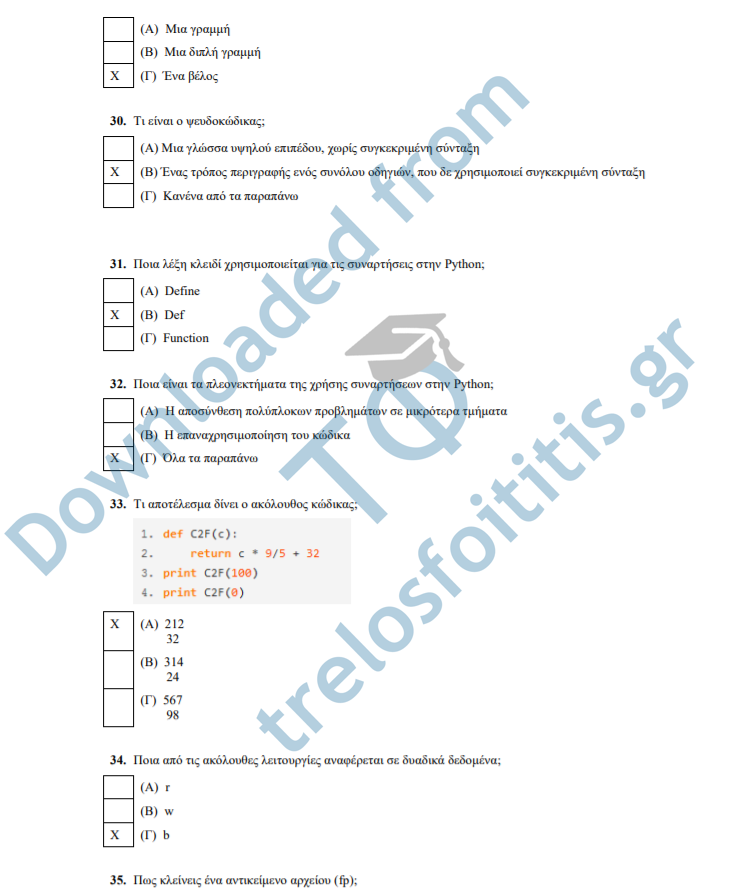 (Α) Μια γραμμή
(Β) Μια διπλή γραμμή
X (Γ) Ένα βέλος
30. Τι είναι ο ψευδοκώδικας;
(Α) Μια γλώσσα υψηλού επιπέδου, χωρίς συγκεκριμένη σύνταξη
X (Β) Ένας τρόπος περιγραφής ενός συνόλου οδηγιών, που δε χρησιμοποιεί συγκεκριμένη σύνταξη
(Γ) Κανένα από τα παραπάνω
31. Ποια λέξη κλειδί χρησιμοποιείται για τις συναρτήσεις στην Python;
(Α) Define
X (Β) Def
(Γ) Function
32. Ποια είναι τα πλεονεκτήματα της χρήσης συναρτήσεων στην Python;
(Α) Η αποσύνθεση πολύπλοκων προβλημάτων σε μικρότερα τμήματα
(Β) Η επαναχρησιμοποίηση του κώδικα
X (Γ) Όλα τα παραπάνω
33. Τι αποτέλεσμα δίνει ο ακόλουθος κώδικας;
1. def C2F(c):
2. return c * 9/5 + 32
3. print C2F(100)
4. print C2F(0)
X (Α) 212
32
(Β) 314
24
(Γ) 567
98
34. Ποια από τις ακόλουθες λειτουργίες αναφέρεται σε δυαδικά δεδομένα;
(Α) r
(Β) w
X (Γ) b
35. Πως κλείνεις ένα αντικείμενο αρχείου (fp);
Downloaded from
ΤΦ
trelosfoititis.gr